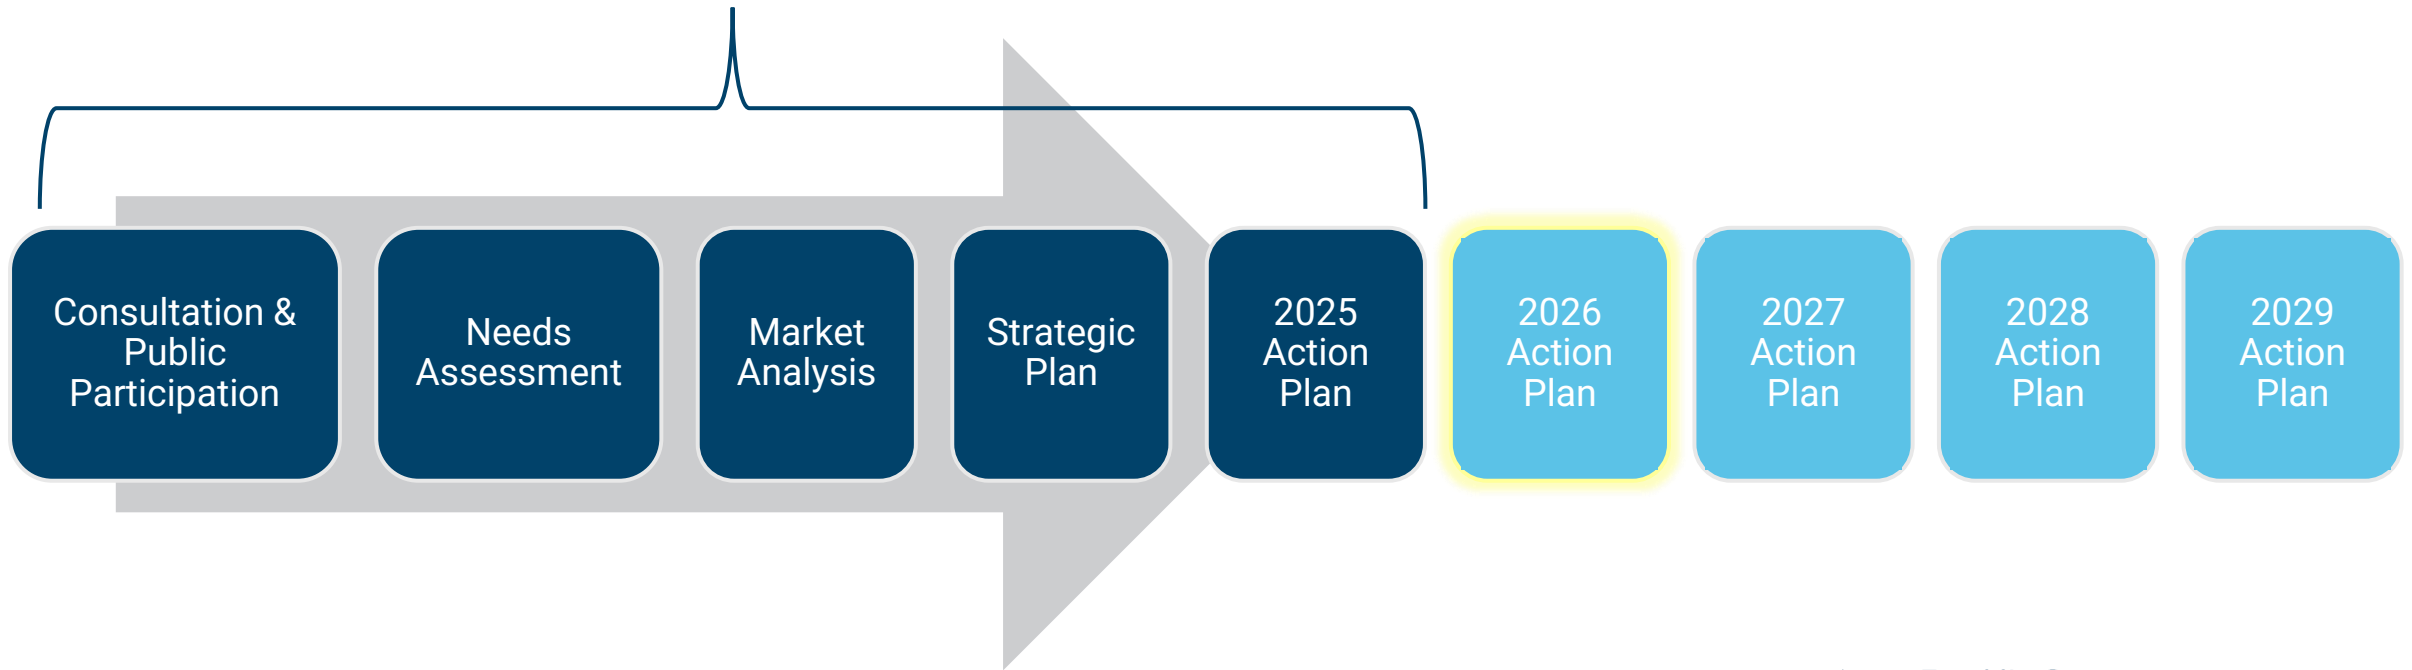 Consultation &
Public
Participation
Needs
Assessment
Market
Analysis
Strategic
Plan
2025
Action
Plan
2026
Action
Plan
2027
Action
Plan
2028
Action
Plan
2029
Action
Plan